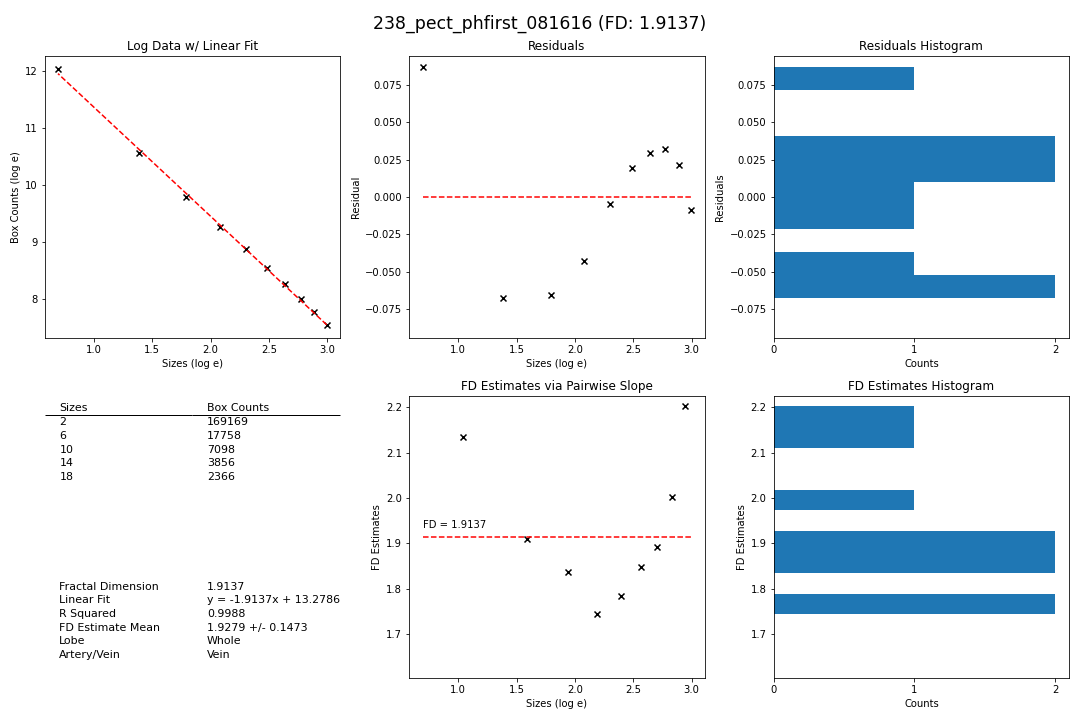 238_pect_phfirst_081616 (FD: 1.9137)
Log Data w/ Linear Fit
12
11
10
9
8
Box Counts (log e)
1.0 1.5 2.0 2.5 3.0
Sizes (log e)
Residuals
0.075
0.050
0.025
0.000
−0.025
−0.050
−0.075
Residual
1.0 1.5 2.0 2.5 3.0
Sizes (log e)
Residuals Histogram
0.075
0.050
0.025
0.000
−0.025
−0.050
−0.075
Residuals
0 1 2
Counts
Sizes Box Counts
2 169169
6 17758
10 7098
14 3856
18 2366
Fractal Dimension 1.9137
Linear Fit y = -1.9137x + 13.2786
R Squared 0.9988
FD Estimate Mean 1.9279 +/- 0.1473
Lobe Whole
Artery/Vein Vein
FD Estimates via Pairwise Slope
2.2
2.1
2.0
1.9
1.8
1.7
FD Estimates
FD = 1.9137
1.0 1.5 2.0 2.5 3.0
Sizes (log e)
FD Estimates Histogram
2.2
2.1
2.0
1.9
1.8
1.7
FD Estimates
0 1 2
Counts